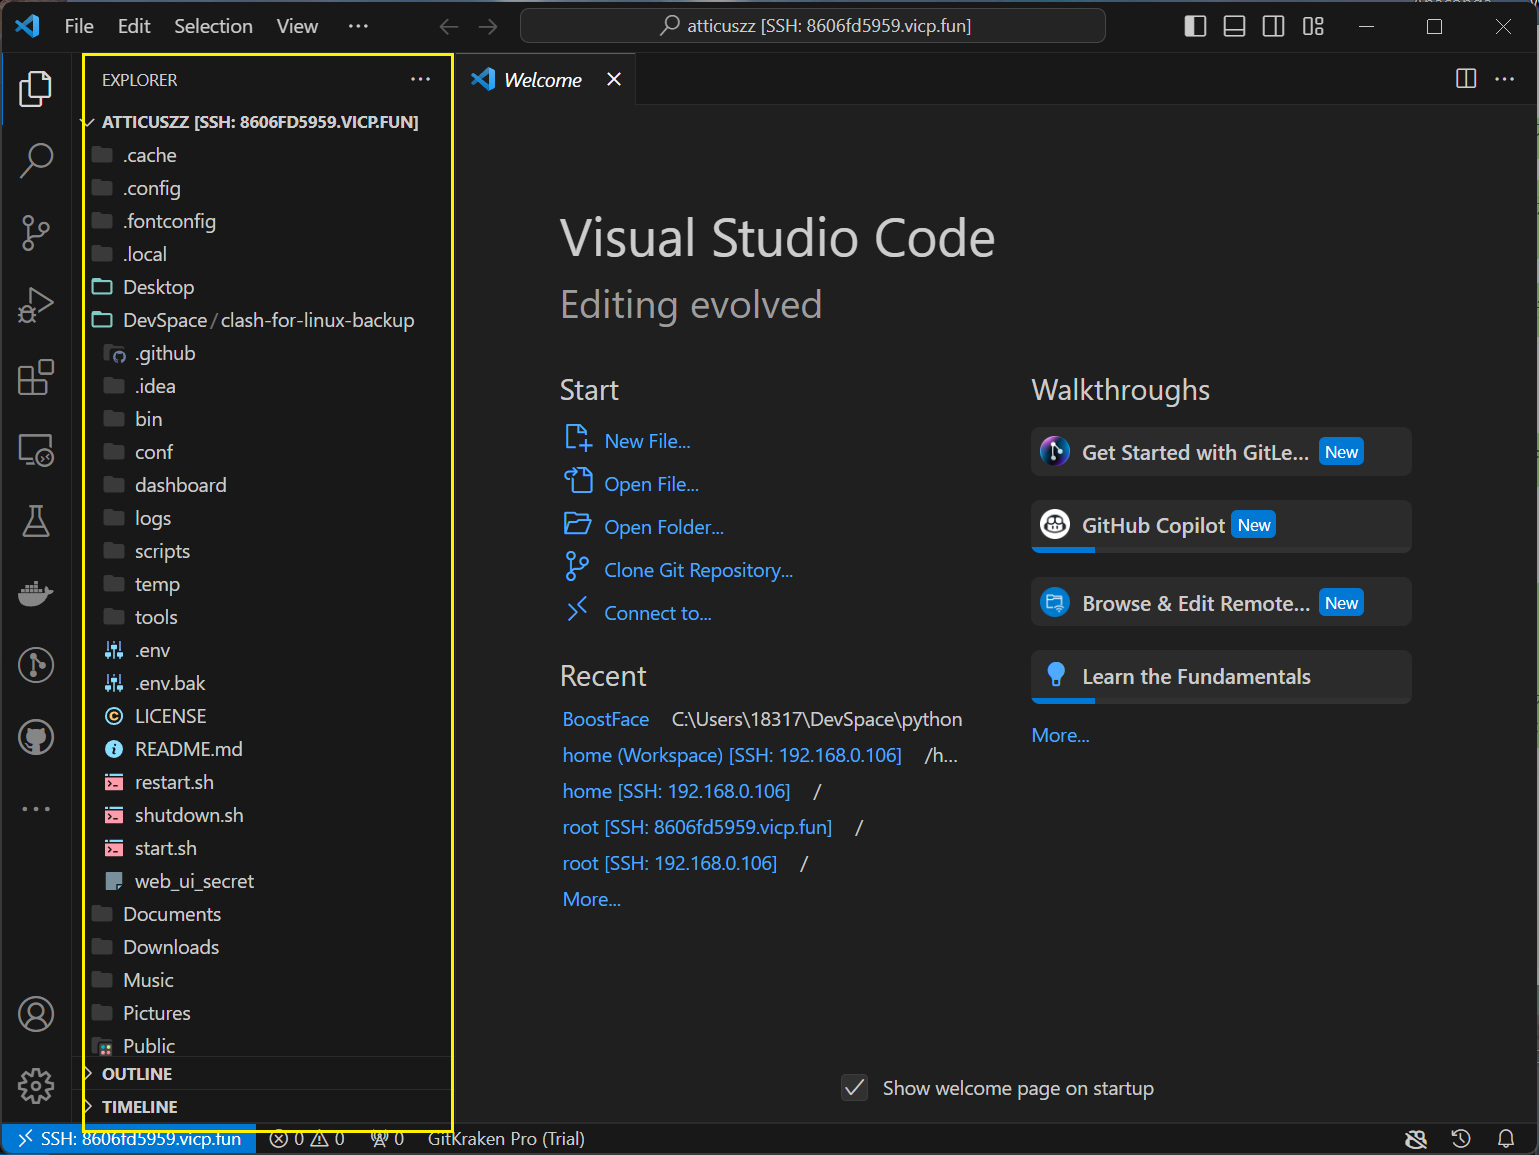 File Edit Selection View ··· atticuszz [SSH: 8606fd5959.vicp.fun]
EXPLORER ···
ATTICUSZZ [SSH: 8606FD5959.VICP.FUN]
.cache
.config
.fontconfig
.local
Desktop
DevSpace / clash-for-linux-backup
.github
.idea
bin
conf
dashboard
logs
scripts
temp
tools
.env
.env.bak
LICENSE
README.md
restart.sh
shutdown.sh
start.sh
web_ui_secret
Documents
Downloads
Music
Pictures
Public
OUTLINE
TIMELINE
Welcome
Visual Studio Code
Editing evolved
Start
New File...
Open File...
Open Folder...
Clone Git Repository...
Connect to...
Recent
BoostFace C:\Users\18317\DevSpace\python
home (Workspace) [SSH: 192.168.0.106] /h...
home [SSH: 192.168.0.106] /
root [SSH: 8606fd5959.vicp.fun] /
root [SSH: 192.168.0.106] /
More...
Walkthroughs
Get Started with GitLe... New
GitHub Copilot New
Browse & Edit Remote... New
Learn the Fundamentals
More...
Show welcome page on startup
SSH: 8606fd5959.vicp.fun 0 0 0 GitKraken Pro (Trial)